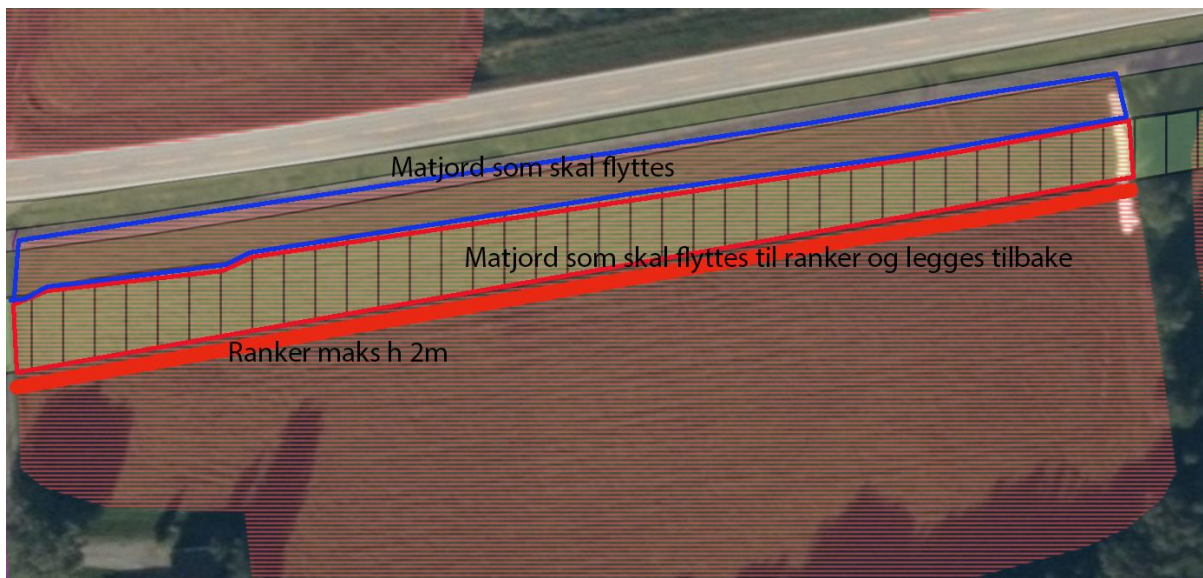 Matjord som skal flyttes
Matjord som skal flyttes til ranker og legges tilbake
Ranker maks h 2m